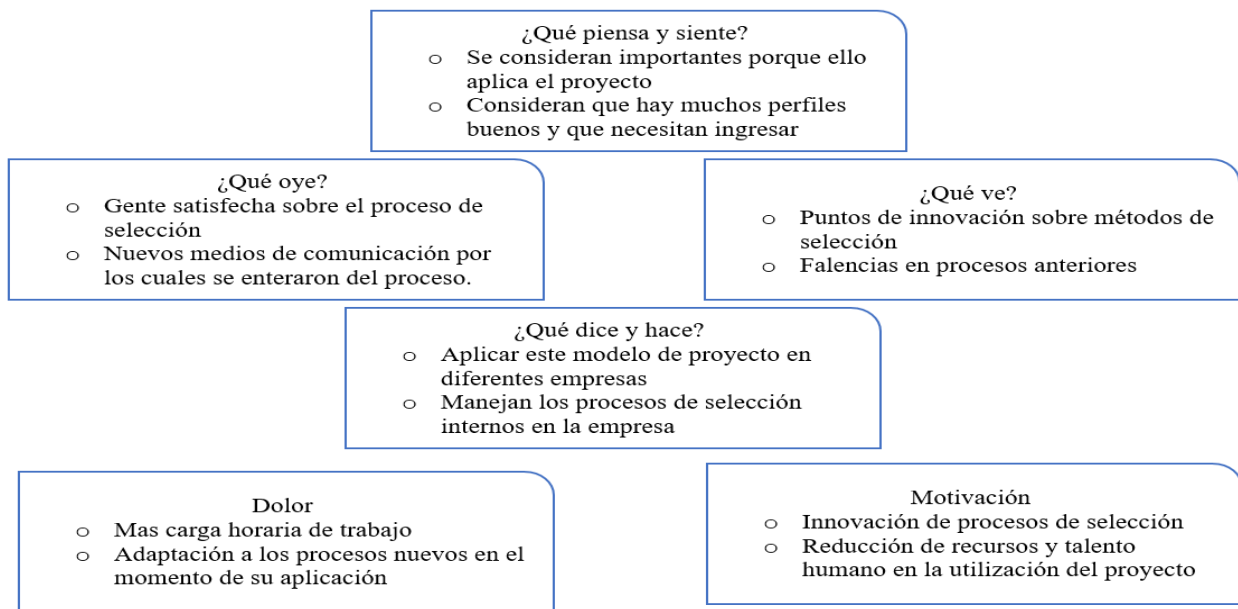 ¿Qué piensa y siente?
o Se consideran importantes porque ello
aplica el proyecto
o Consideran que hay muchos perfiles
buenos y que necesitan ingresar
¿Qué oye?
o Gente satisfecha sobre el proceso de
selección
o Nuevos medios de comunicación por
los cuales se enteraron del proceso.
¿Qué ve?
o Puntos de innovación sobre métodos de
selección
o Falencias en procesos anteriores
¿Qué dice y hace?
o Aplicar este modelo de proyecto en
diferentes empresas
o Manejan los procesos de selección
internos en la empresa
Dolor
o Mas carga horaria de trabajo
o Adaptación a los procesos nuevos en el
momento de su aplicación
Motivación
o Innovación de procesos de selección
o Reducción de recursos y talento
humano en la utilización del proyecto